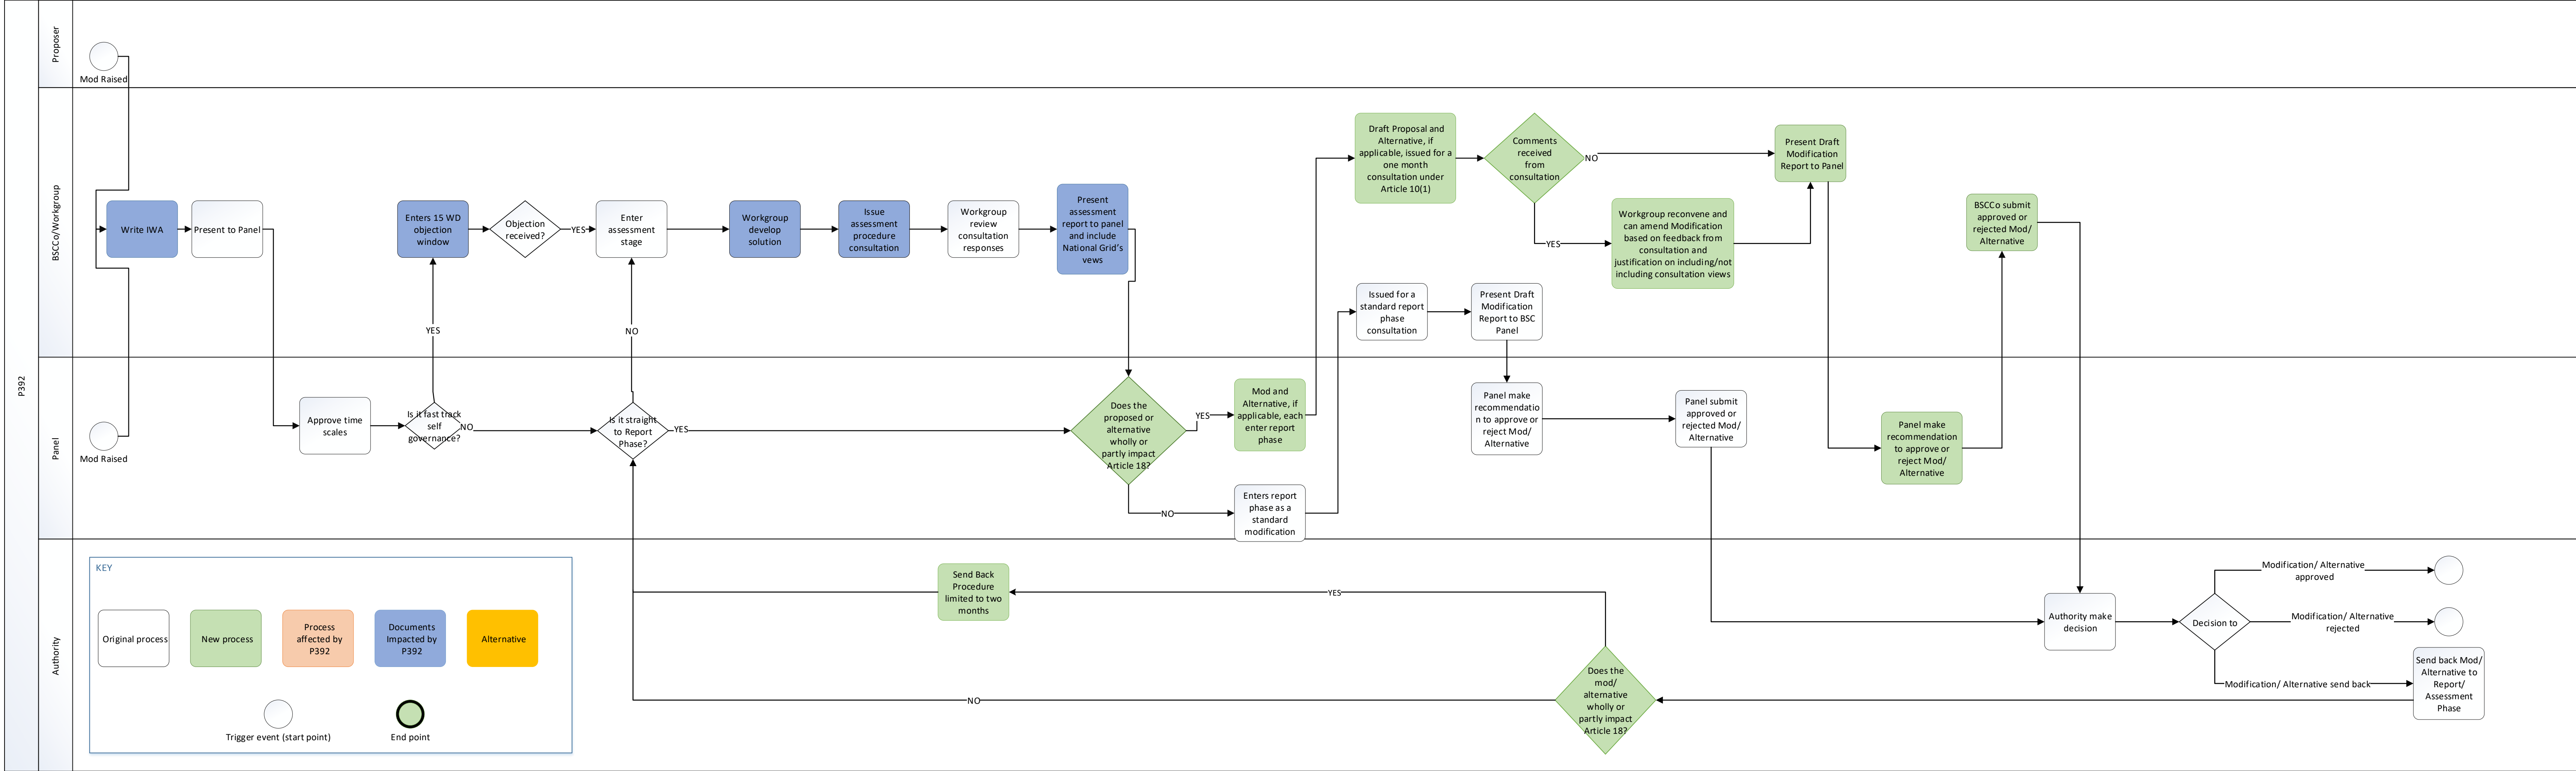 P392
Proposer
Mod Raised
BSCCo/Workgroup
Write IWA
Present to Panel
Enters 15 WD
objection
window
Objection
received?
YES
Enter
assessment
stage
Workgroup
develop
solution
Issue
assessment
procedure
consultation
Workgroup
review
consultation
responses
Present
assessment
report to panel
and include
National Grid's
views
Draft Proposal and
Alternative, if
applicable, issued for a
one month
consultation under
Article 10(1)
Comments
received
from
consultation
NO
YES
Workgroup reconvene and
can amend Modification
based on feedback from
consultation and
justification on including/not
including consultation views
Present Draft
Modification
Report to Panel
BSCCo submit
approved or
rejected Mod/
Alternative
Issued for a
standard report
phase
consultation
Present Draft
Modification
Report to BSC
Panel
YES
NO
Panel
Mod Raised
Approve time
scales
Is it fast track
self
governance?
NO
Is it straight
to Report
Phase?
YES
Does the
proposed or
alternative
wholly or
partly impact
Article 18?
YES
Mod and
Alternative, if
applicable, each
enter report
phase
NO
Enters report
phase as a
standard
modification
Panel make
recommendatio
n to approve or
reject Mod/
Alternative
Panel submit
approved or
rejected Mod/
Alternative
Panel make
recommendation
to approve or
reject Mod/
Alternative
Authority
KEY
Original process
New process
Process
affected by
P392
Documents
Impacted by
P392
Alternative
Trigger event (start point)
End point
Send Back
Procedure
limited to two
months
YES
NO
Does the
mod/
alternative
wholly or
partly impact
Article 18?
Authority make
decision
Decision to
Modification/ Alternative
approved
Modification/ Alternative
rejected
Modification/ Alternative send back
Send back Mod/
Alternative to
Report/
Assessment
Phase